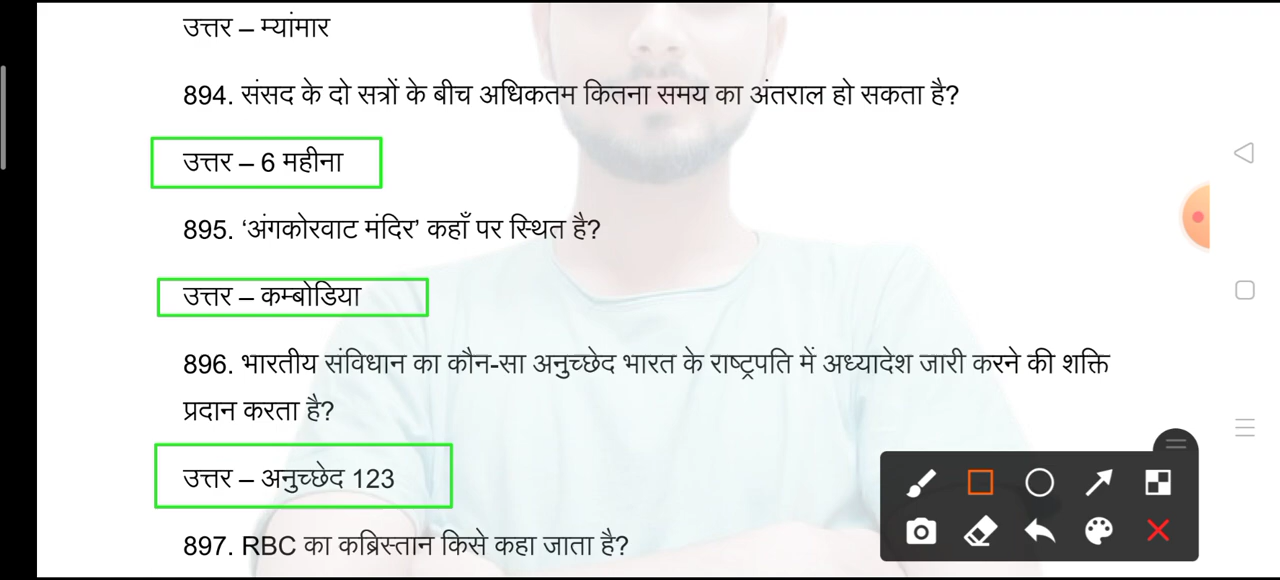 उत्तर – म्यांमार
894. संसद के दो सत्रों के बीच अधिकतम कितना समय का अंतराल हो सकता है?
उत्तर – 6 महीना
895. ‘अंगकोरवाट मंदिर’ कहाँ पर स्थित है?
उत्तर – कम्बोडिया
896. भारतीय संविधान का कौन-सा अनुच्छेद भारत के राष्ट्रपति में अध्यादेश जारी करने की शक्ति
प्रदान करता है?
उत्तर – अनुच्छेद 123
897. RBC का कब्रिस्तान किसे कहा जाता है?